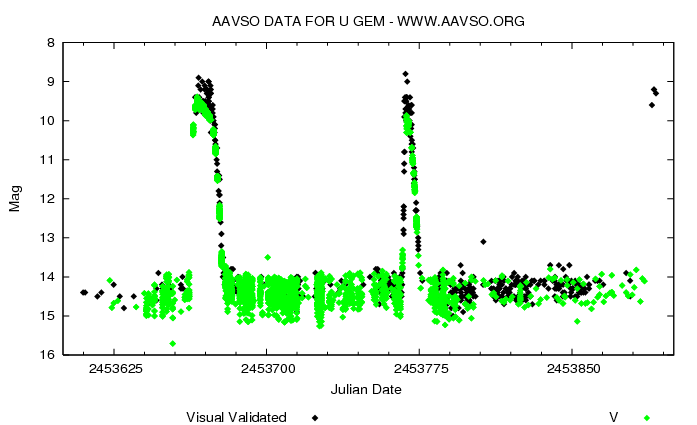 AAVSO DATA FOR U GEM - WWW.AAVSO.ORG
8
9
10
11
12
13
14
15
16
Mag
2453625 2453700 2453775 2453850
Julian Date
Visual Validated V